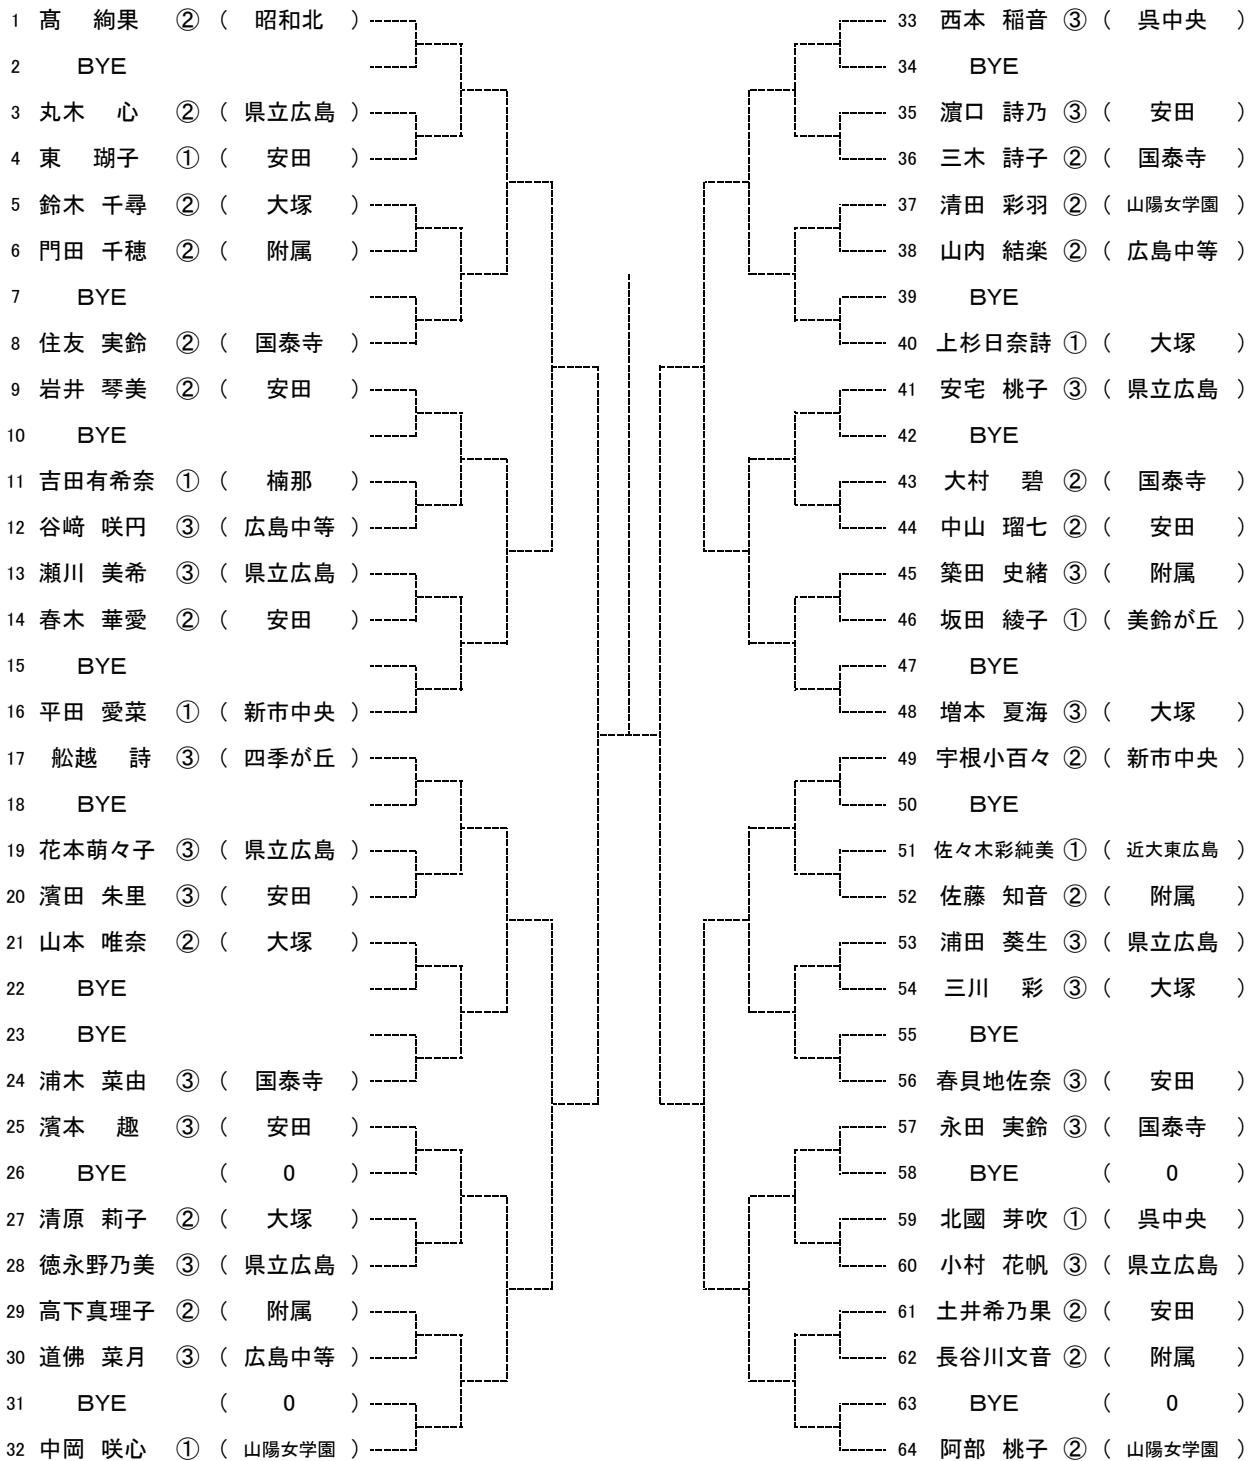 1 髙 絢果 ② （ 昭和北 ）
2 BYE
3 丸木 心 ② （ 県立広島 ）
4 東 瑚子 ① （ 安田 ）
5 鈴木 千尋 ② （ 大塚 ）
6 門田 千穂 ② （ 附属 ）
7 BYE
8 住友 実鈴 ② （ 国泰寺 ）
9 岩井 琴美 ② （ 安田 ）
10 BYE
11 吉田有希奈 ① （ 楠那 ）
12 谷﨑 咲円 ③ （ 広島中等 ）
13 瀬川 美希 ③ （ 県立広島 ）
14 春木 華愛 ② （ 安田 ）
15 BYE
16 平田 愛菜 ① （ 新市中央 ）
17 舩越 詩 ③ （ 四季が丘 ）
18 BYE
19 花本萌々子 ③ （ 県立広島 ）
20 濱田 朱里 ③ （ 安田 ）
21 山本 唯奈 ② （ 大塚 ）
22 BYE
23 BYE
24 浦木 菜由 ③ （ 国泰寺 ）
25 濱本 趣 ③ （ 安田 ）
26 BYE （ 0 ）
27 清原 莉子 ② （ 大塚 ）
28 徳永野乃美 ③ （ 県立広島 ）
29 高下真理子 ② （ 附属 ）
30 道佛 菜月 ③ （ 広島中等 ）
31 BYE （ 0 ）
32 中岡 咲心 ① （ 山陽女学園 ）
33 西本 稲音 ③ （ 呉中央 ）
34 BYE
35 濵口 詩乃 ③ （ 安田 ）
36 三木 詩子 ② （ 国泰寺 ）
37 清田 彩羽 ② （ 山陽女学園 ）
38 山内 結楽 ② （ 広島中等 ）
39 BYE
40 上杉日奈詩 ① （ 大塚 ）
41 安宅 桃子 ③ （ 県立広島 ）
42 BYE
43 大村 碧 ② （ 国泰寺 ）
44 中山 瑠七 ② （ 安田 ）
45 築田 史緒 ③ （ 附属 ）
46 坂田 綾子 ① （ 美鈴が丘 ）
47 BYE
48 増本 夏海 ③ （ 大塚 ）
49 宇根小百々 ② （ 新市中央 ）
50 BYE
51 佐々木彩純美 ① （ 近大東広島 ）
52 佐藤 知音 ② （ 附属 ）
53 浦田 葵生 ③ （ 県立広島 ）
54 三川 彩 ③ （ 大塚 ）
55 BYE
56 春貝地佐奈 ③ （ 安田 ）
57 永田 実鈴 ③ （ 国泰寺 ）
58 BYE （ 0 ）
59 北國 芽吹 ① （ 呉中央 ）
60 小村 花帆 ③ （ 県立広島 ）
61 土井希乃果 ② （ 安田 ）
62 長谷川文音 ② （ 附属 ）
63 BYE （ 0 ）
64 阿部 桃子 ② （ 山陽女学園 ）